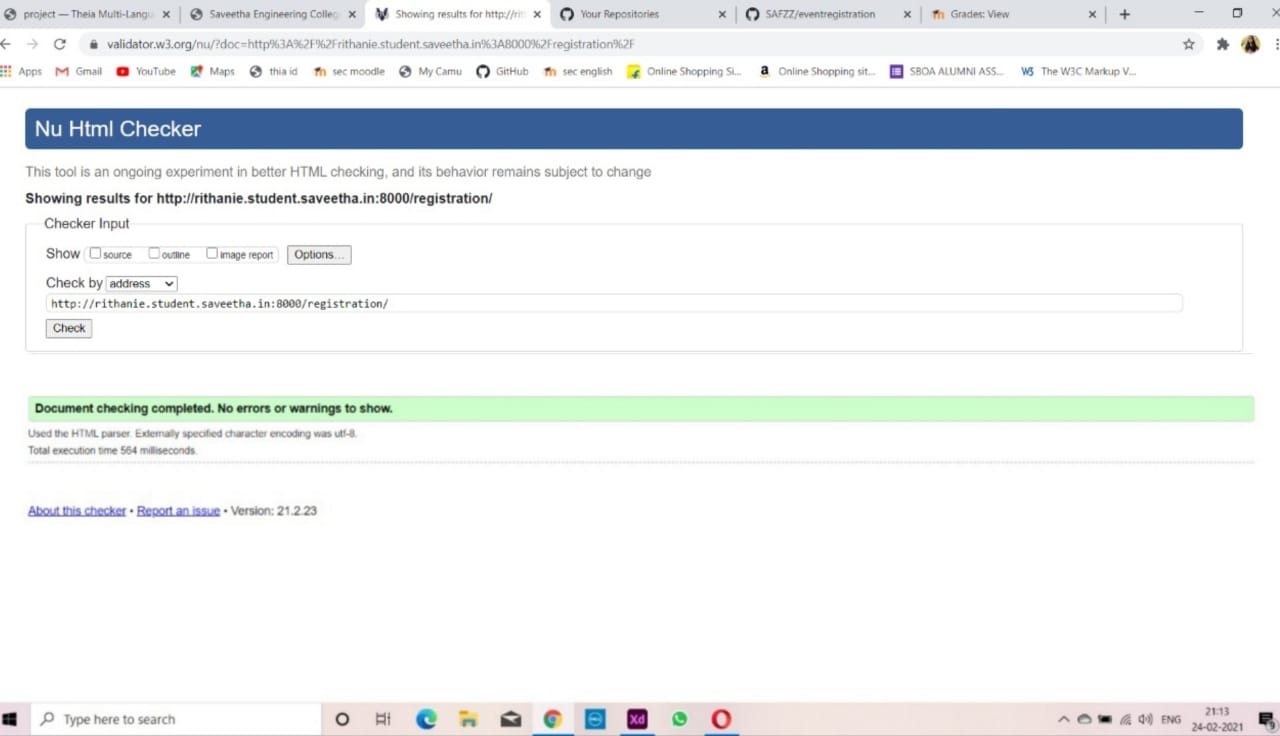 project — Theia Multi-Langu
Saveetha Engineering Colleg
Showing results for http://rith
Your Repositories
SAFZZ/eventregistration
Grades: View
validator.w3.org/nu/?doc=http%3A%2F%2Frithanie.student.saveetha.in%3A8000%2Fregistration%2F
Apps Gmail YouTube Maps thia id sec moodle My Camu GitHub sec english Online Shopping Si... Online Shopping sit... SBOA ALUMNI ASS... The W3C Markup V...
Nu Html Checker
This tool is an ongoing experiment in better HTML checking, and its behavior remains subject to change
Showing results for http://rithanie.student.saveetha.in:8000/registration/
Checker Input
Show source outline image report Options...
Check by address
http://rithanie.student.saveetha.in:8000/registration/
Check
Document checking completed. No errors or warnings to show.
Used the HTML parser. Externally specified character encoding was utf-8.
Total execution time 564 milliseconds.
About this checker • Report an issue • Version: 21.2.23
Type here to search
Xd
ENG
21:13
24-02-2021